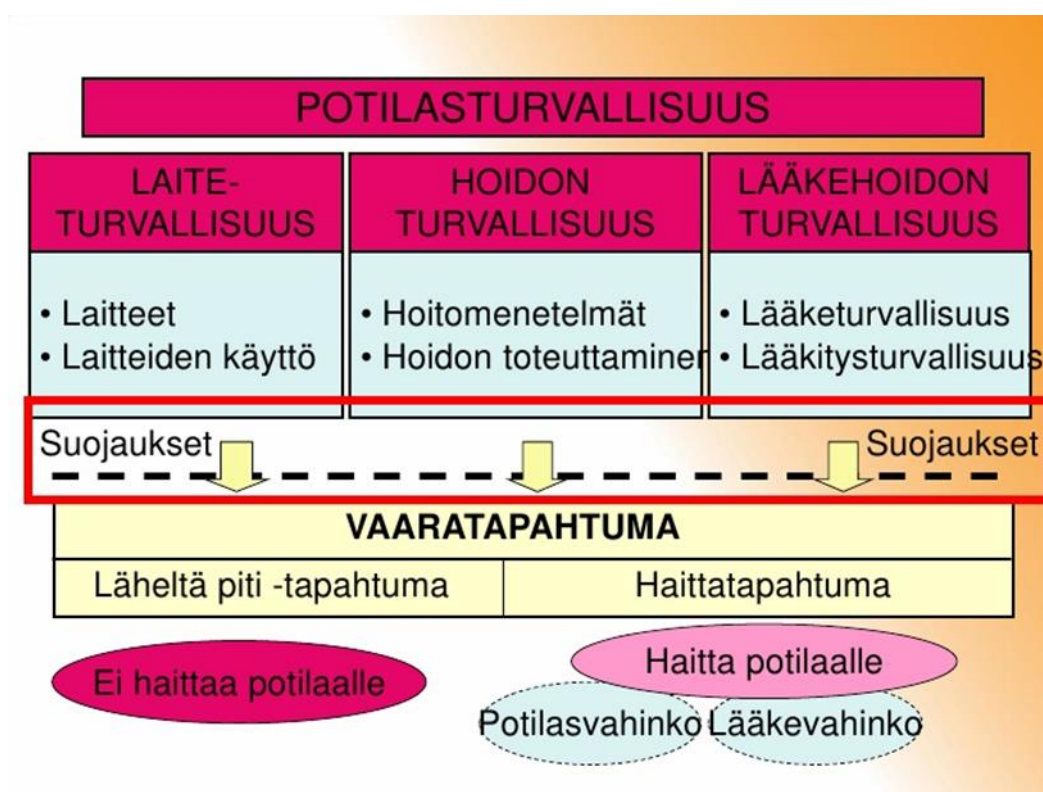 POTILASTURVALLISUUS
LAITE-
TURVALLISUUS
HOIDON
TURVALLISUUS
LÄÄKEHOIDON
TURVALLISUUS
• Laitteet
• Laitteiden käyttö
• Hoitomenetelmät
• Hoidon toteuttaminer
• Lääketurvallisuus
• Lääkitysturvallisuus
Suojaukset
Suojaukset
VAARATAPAHTUMA
Läheltä piti -tapahtuma
Haittatapahtuma
Ei haittaa potilaalle
Haitta potilaalle
Potilasvahinko
Lääkevahinko